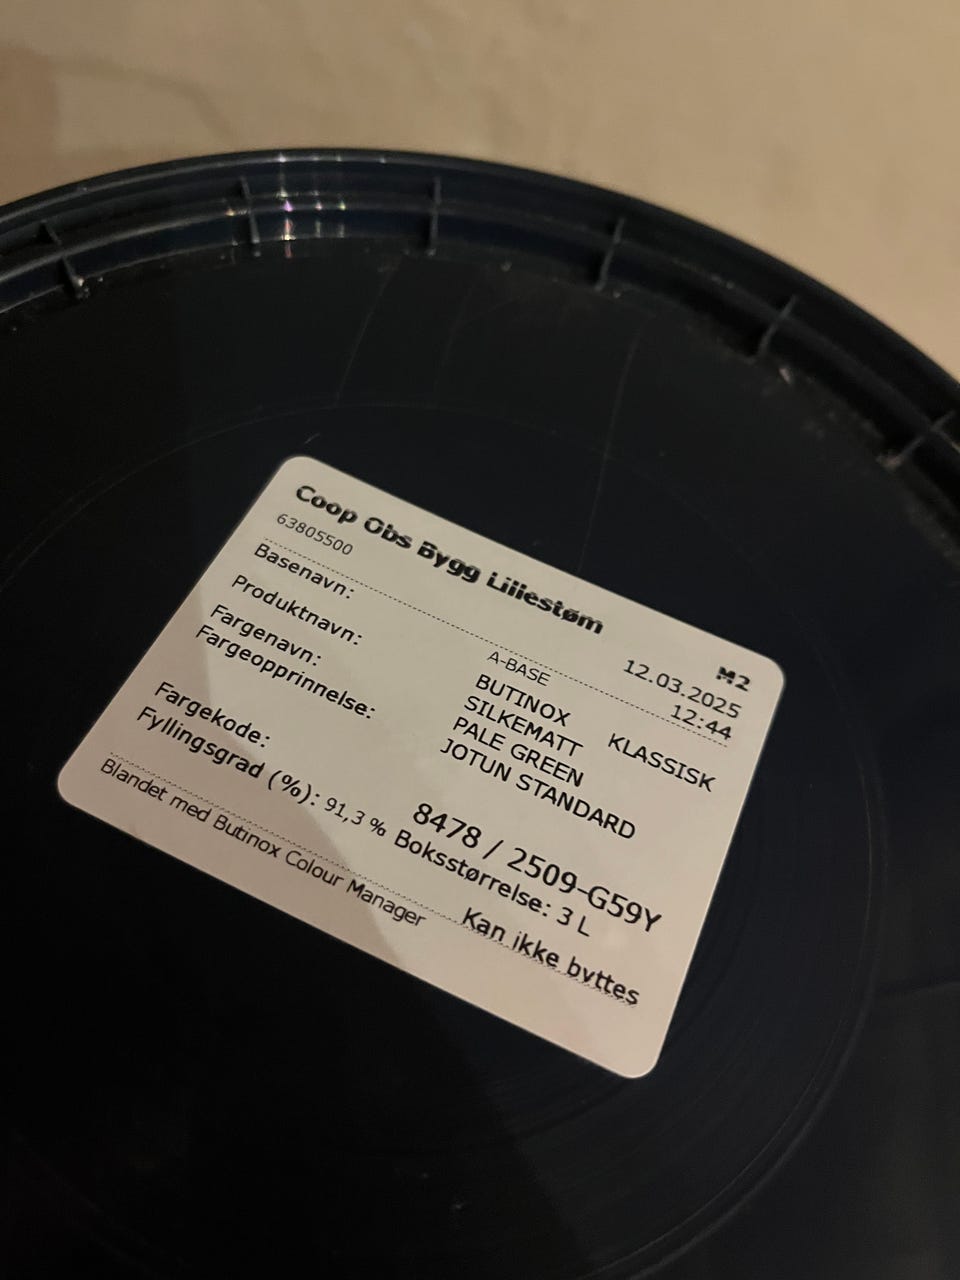 Coop Obs Bygg Lillestøm M2
63805500 12.03.2025
12:44
Basenavn: A-BASE
Produktnavn: BUTINOX KLASSISK
SILKEMATT
Fargenavn: PALE GREEN
Fargeopprinnelse: JOTUN STANDARD
Fargekode: 8478 / 2509-G59Y
Fyllingsgrad (%): 91,3 % Boksstørrelse: 3 L
Blandet med Butinox Colour Manager Kan ikke byttes